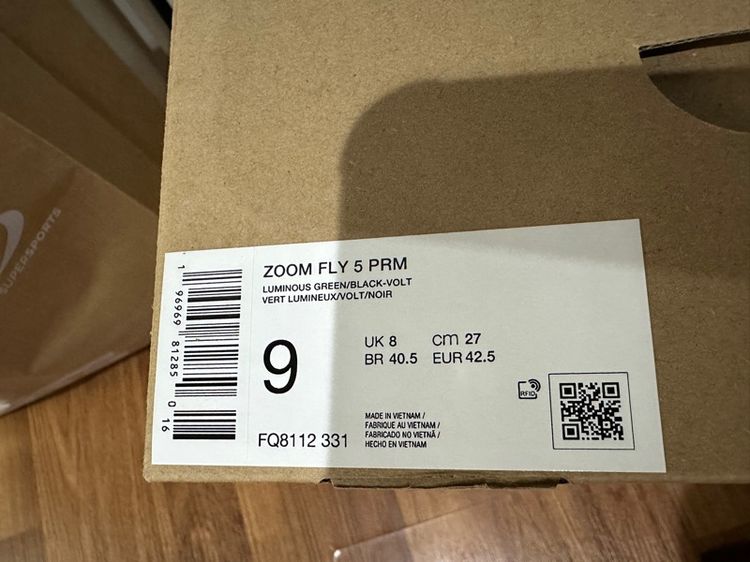 SUPERSPORTS
ZOOM FLY 5 PRM
LUMINOUS GREEN/BLACK-VOLT
VERT LUMINEUX/VOLT/NOIR
1 96969 81285 0 16
9
UK 8 cm 27
BR 40.5 EUR 42.5
RFID
FQ8112 331
MADE IN VIETNAM /
FABRIQUE AU VIETNAM /
FABRICADO NO VIETNÃ /
HECHO EN VIETNAM